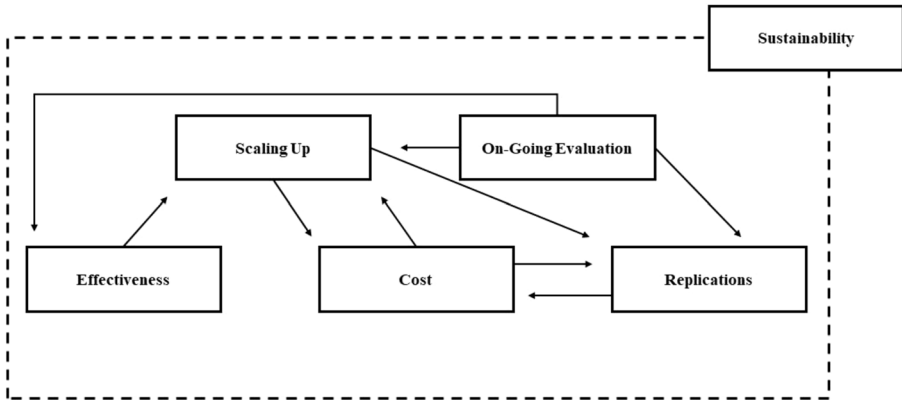 Sustainability
Scaling Up
On-Going Evaluation
Effectiveness
Cost
Replications